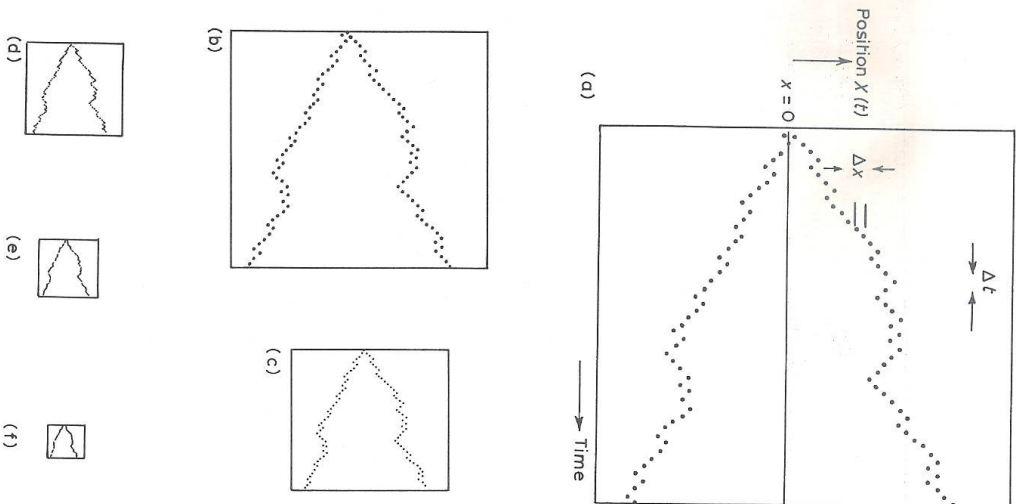 (a)
Position X (t)
x = 0
Δx
Δt
Time
(b)
(c)
(d)
(e)
(f)